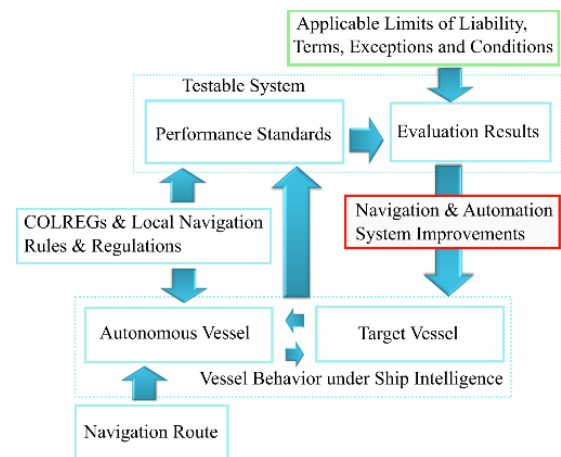 Applicable Limits of Liability,
Terms, Exceptions and Conditions
Testable System
Performance Standards
Evaluation Results
COLREGs & Local Navigation
Rules & Regulations
Navigation & Automation
System Improvements
Autonomous Vessel
Target Vessel
Vessel Behavior under Ship Intelligence
Navigation Route